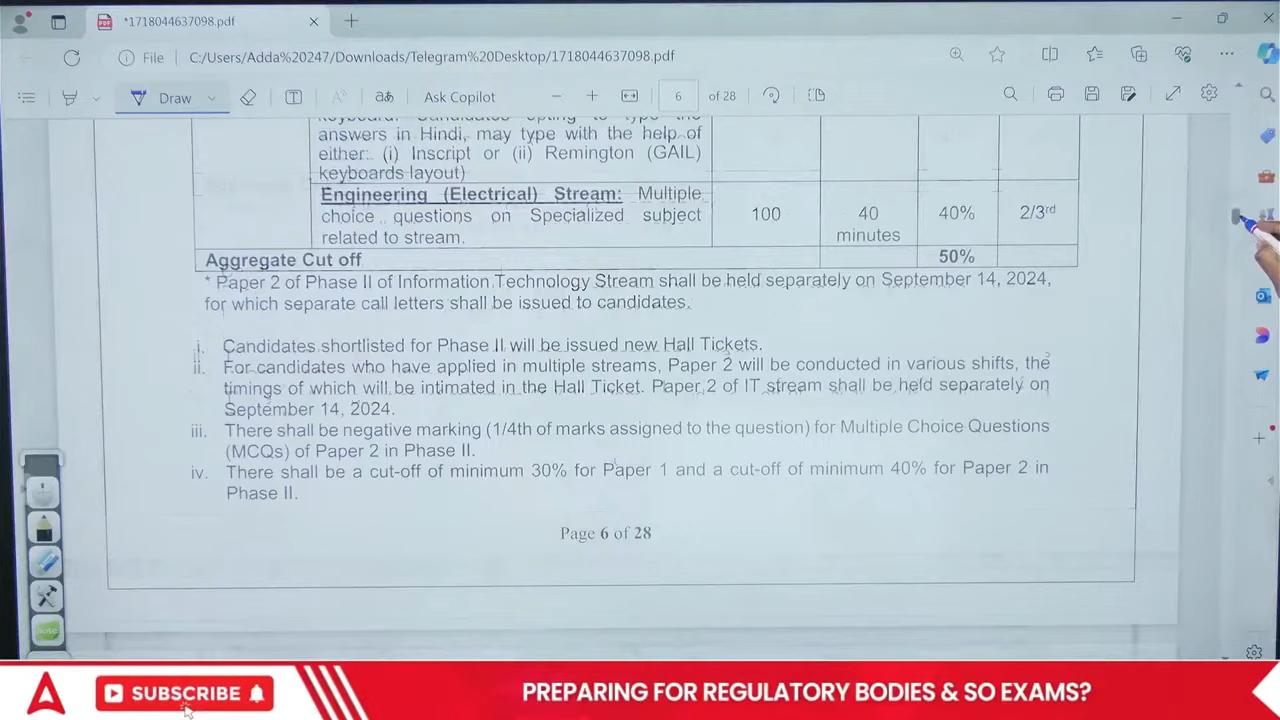 *1718044637098.pdf
File C:/Users/Adda%20247/Downloads/Telegram%20Desktop/1718044637098.pdf
Draw
Ask Copilot
6 of 28
answers in Hindi, may type with the help of
either: (i) Inscript or (ii) Remington (GAIL)
keyboards layout)
Engineering (Electrical) Stream: Multiple
choice questions on Specialized subject
related to stream.
100
40
minutes
40%
2/3rd
Aggregate Cut off
50%
* Paper 2 of Phase II of Information Technology Stream shall be held separately on September 14, 2024,
for which separate call letters shall be issued to candidates.
i. Candidates shortlisted for Phase II will be issued new Hall Tickets.
ii. For candidates who have applied in multiple streams, Paper 2 will be conducted in various shifts, the
timings of which will be intimated in the Hall Ticket. Paper 2 of IT stream shall be held separately on
September 14, 2024.
iii. There shall be negative marking (1/4th of marks assigned to the question) for Multiple Choice Questions
(MCQs) of Paper 2 in Phase II.
iv. There shall be a cut-off of minimum 30% for Paper 1 and a cut-off of minimum 40% for Paper 2 in
Phase II.
Page 6 of 28
SUBSCRIBE
PREPARING FOR REGULATORY BODIES & SO EXAMS?